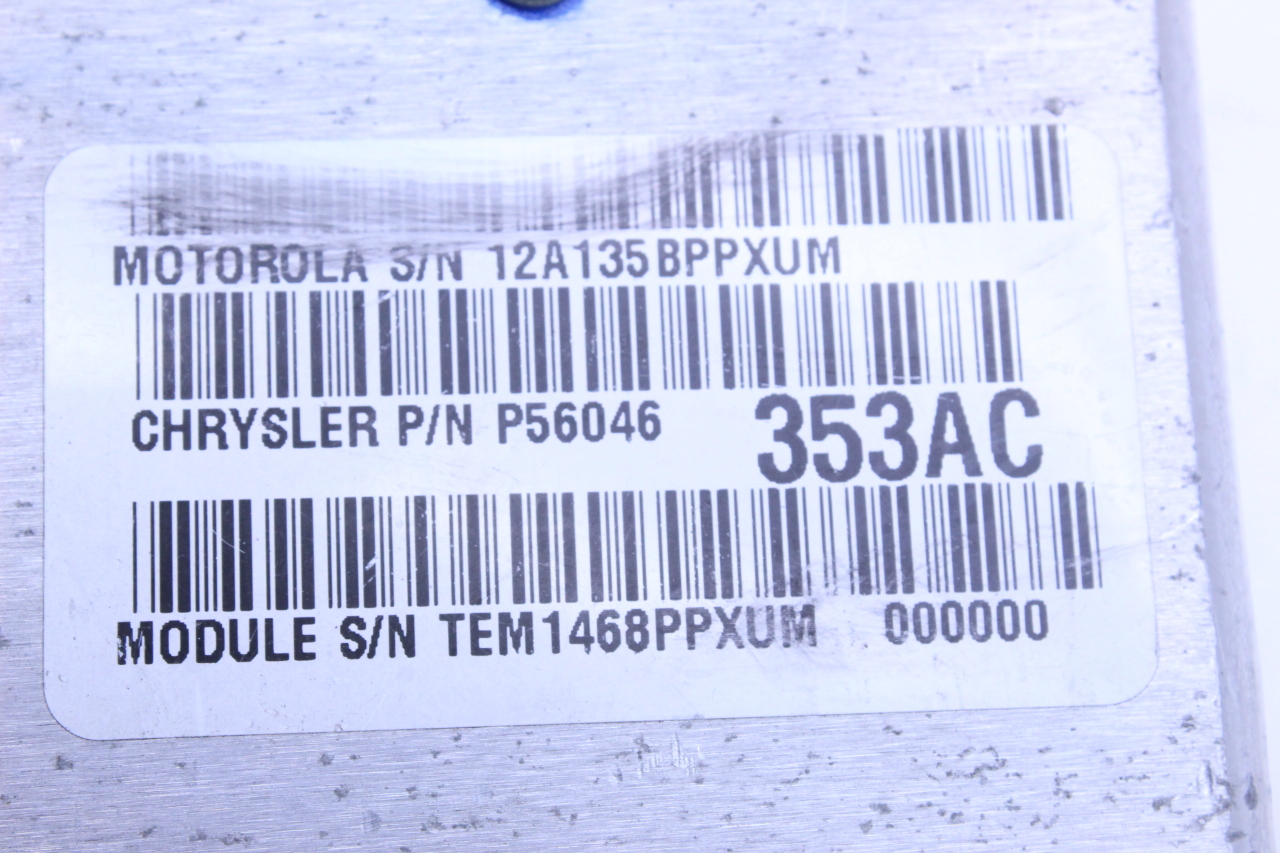 MOTOROLA S/N 12A135BPPXUM
CHRYSLER P/N P56046 353AC
MODULE S/N TEM1468PPXUM 000000